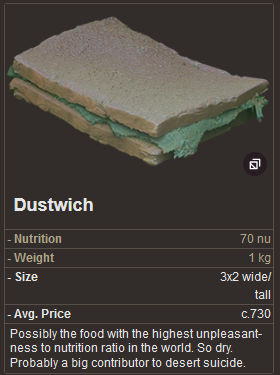 Dustwich
- Nutrition 70 nu
- Weight 1 kg
- Size 3x2 wide/
tall
- Avg. Price c.730
Possibly the food with the highest unpleasant-
ness to nutrition ratio in the world. So dry.
Probably a big contributor to desert suicide.